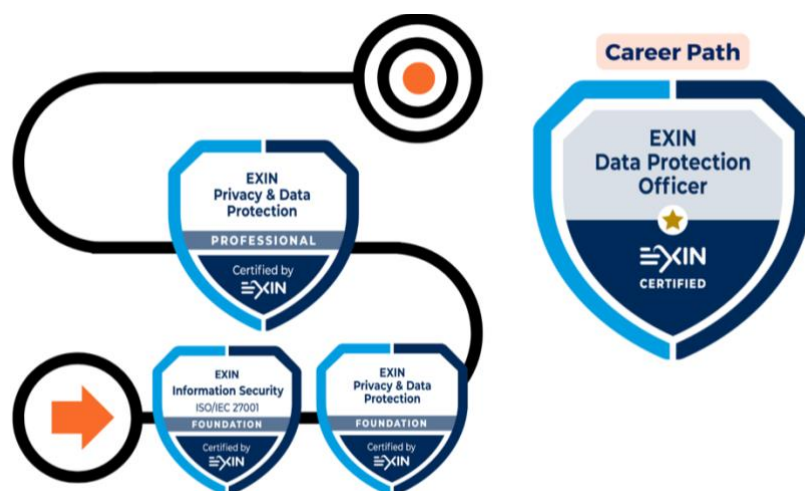 Career Path
EXIN
Data Protection
Officer
EXIN
CERTIFIED
EXIN
Privacy & Data
Protection
PROFESSIONAL
Certified by
EXIN
EXIN
Information Security
ISO/IEC 27001
FOUNDATION
Certified by
EXIN
EXIN
Privacy & Data
Protection
FOUNDATION
Certified by
EXIN